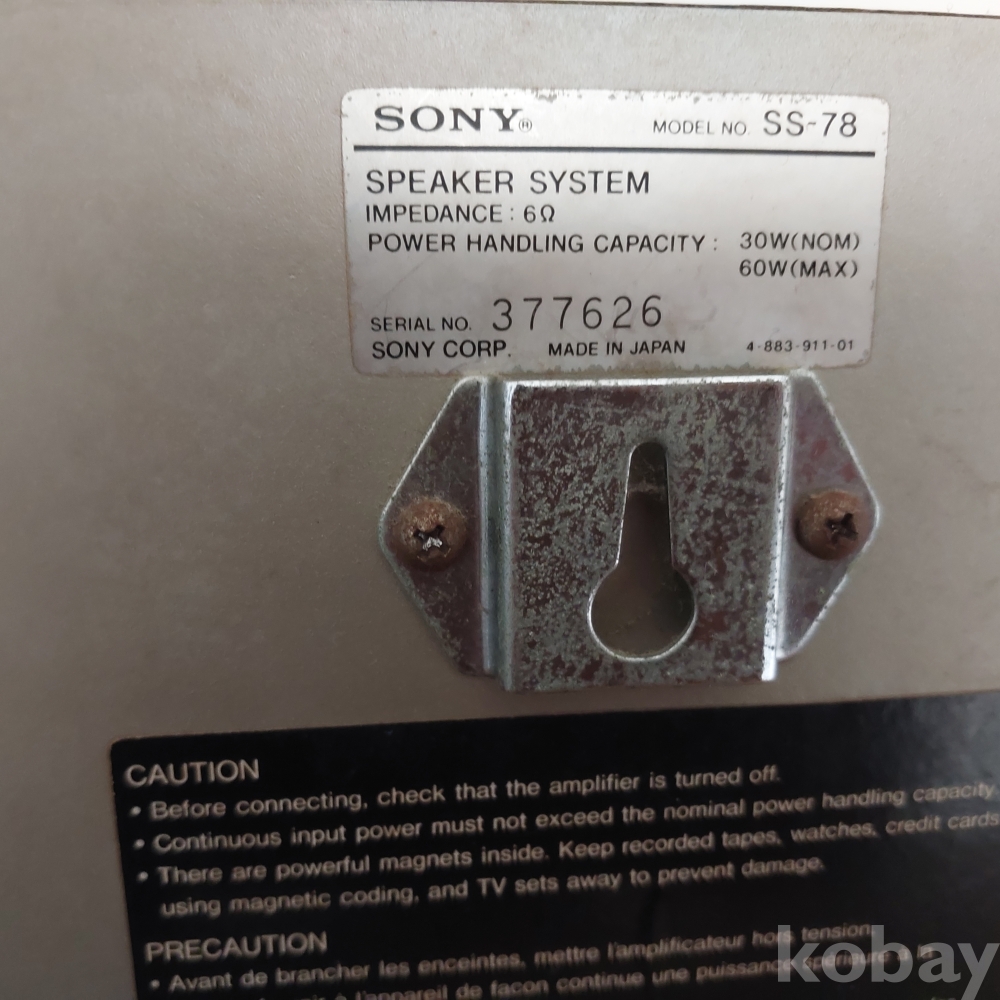 SONY® MODEL NO. SS-78
SPEAKER SYSTEM
IMPEDANCE : 6Ω
POWER HANDLING CAPACITY : 30W(NOM)
60W(MAX)
SERIAL NO. 377626
SONY CORP. MADE IN JAPAN 4-883-911-01
CAUTION
• Before connecting, check that the amplifier is turned off.
• Continuous input power must not exceed the nominal power handling capacity.
• There are powerful magnets inside. Keep recorded tapes, watches, credit cards
using magnetic coding, and TV sets away to prevent damage.
PRECAUTION
• Avant de brancher les enceintes, mettre l'amplificateur hors tension.
à l'appareil de facon continue une puissance supérieure à la
kobay